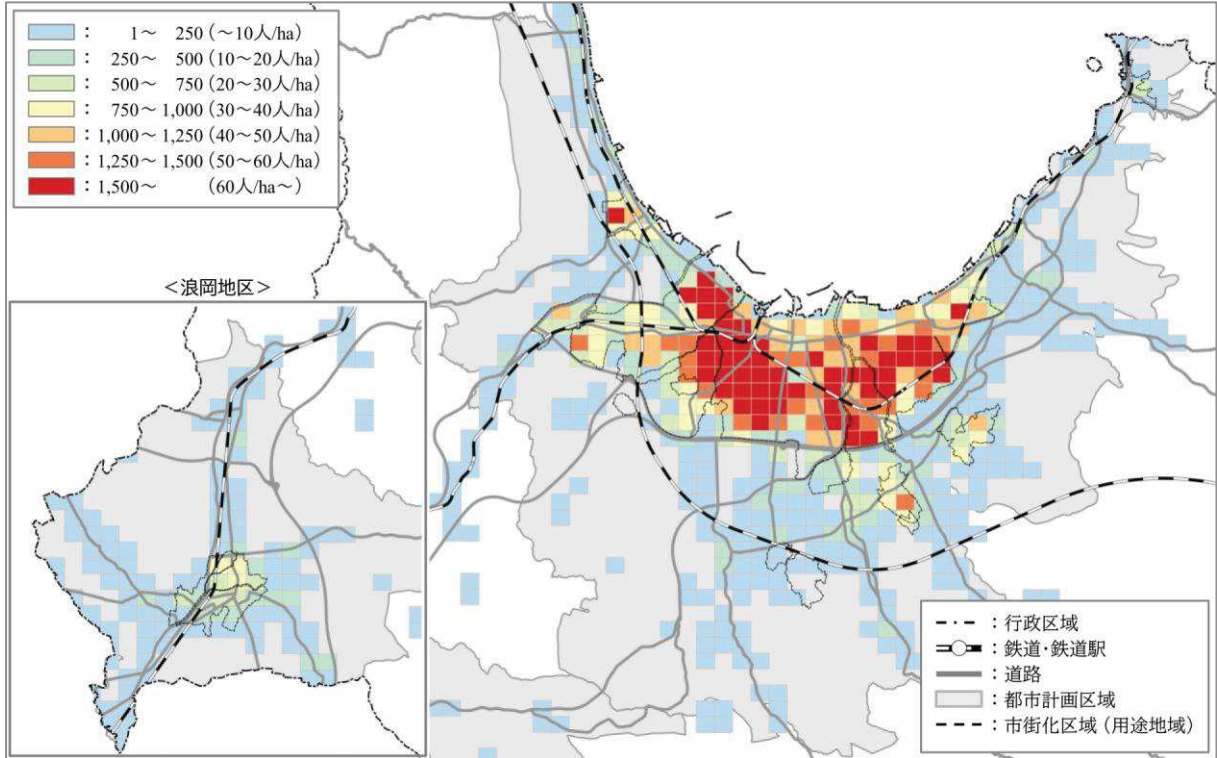 ： 1～ 250（～10人/ha）
： 250～ 500（10～20人/ha）
： 500～ 750（20～30人/ha）
： 750～1,000（30～40人/ha）
：1,000～1,250（40～50人/ha）
：1,250～1,500（50～60人/ha）
：1,500～ （60人/ha～）
＜浪岡地区＞
：行政区域
：鉄道・鉄道駅
：道路
：都市計画区域
：市街化区域（用途地域）